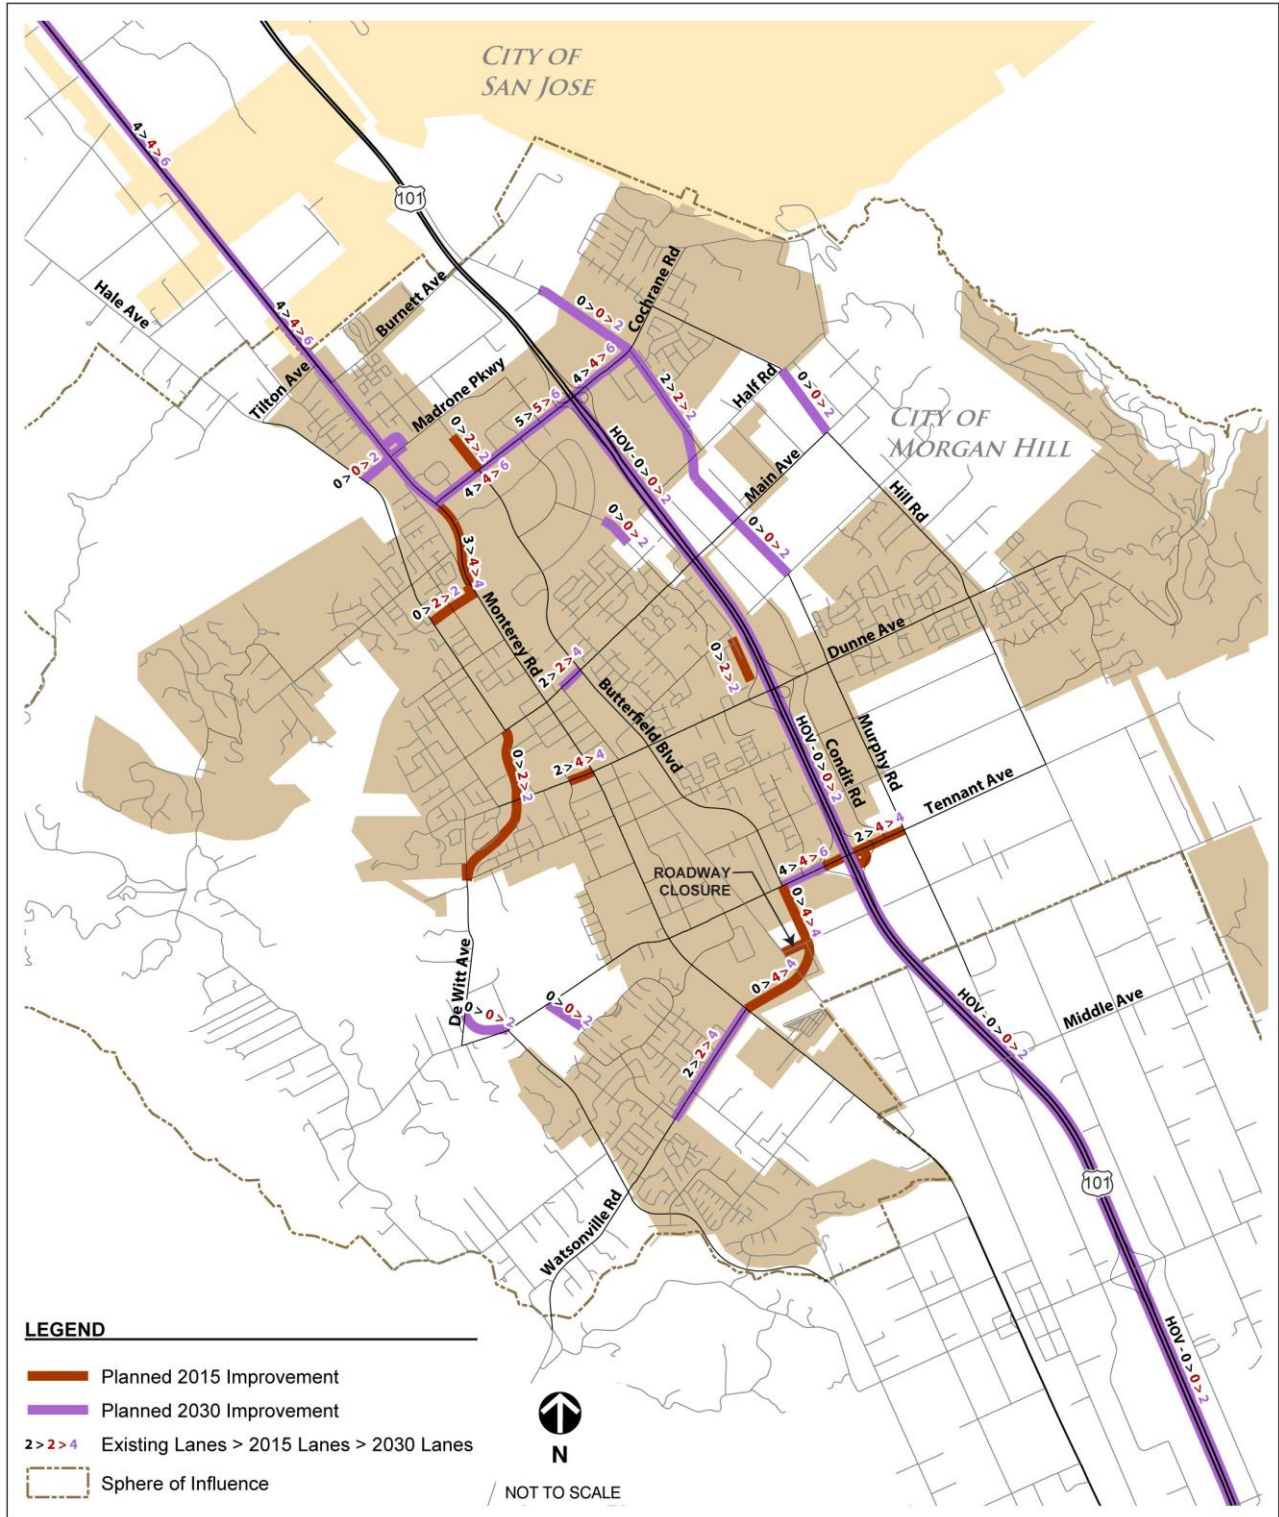 CITY OF
SAN JOSE
4>4>6
101
Cochrane Rd
Hale Ave
Burnett Ave
0>0>2
4>4>6
Tilton Ave
Madrone Pkwy
4>4>6
2>2>2
Half Rd
0>0>2
5>5>6
0>2>2
CITY OF
MORGAN HILL
HOV - 0>0>2
Main Ave
0>0>2
4>4>6
Hill Rd
0>0>2
0>0>2
3>4>4
0>2>2
Monterey Rd
Dunne Ave
0>2>2
2>2>4
Butterfield Blvd
HOV - 0>0>2
Condit Rd
Murphy Rd
0>2>2
2>4>4
Tennant Ave
2>4>4
4>4>6
ROADWAY
CLOSURE
0>4>4
De Witt Ave
0>4>4
0>0>2
0>0>2
HOV - 0>0>2
Middle Ave
2>2>4
101
Watsonville Rd
HOV - 0>0>2
LEGEND
Planned 2015 Improvement
Planned 2030 Improvement
2>2>4 Existing Lanes > 2015 Lanes > 2030 Lanes
Sphere of Influence
N
NOT TO SCALE